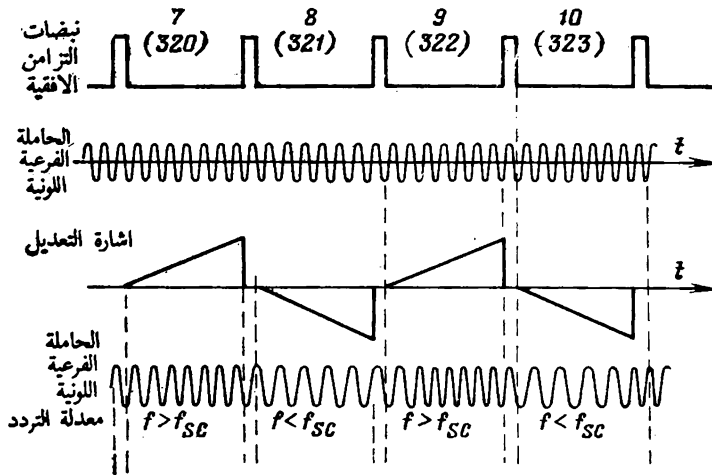 7 8 9 10
(320) (321) (322) (323)
نبضات
التزامن
الافقية
الحاملة
الفرعية
اللونية
t
اشارة التعديل
t
الحاملة
الفرعية
اللونية
معدلة التردد
f>fSC f<fSC f>fSC f<fSC